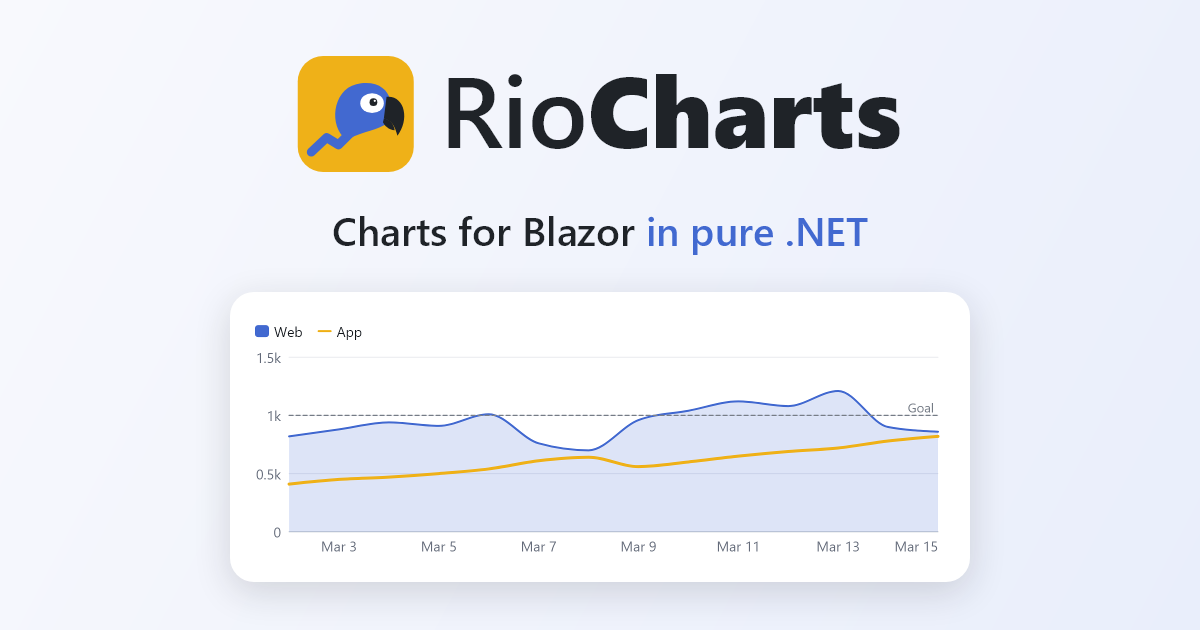 RioCharts
Charts for Blazor in pure .NET
Web App
1.5k
1k
Goal
0.5k
0
Mar 3 Mar 5 Mar 7 Mar 9 Mar 11 Mar 13 Mar 15